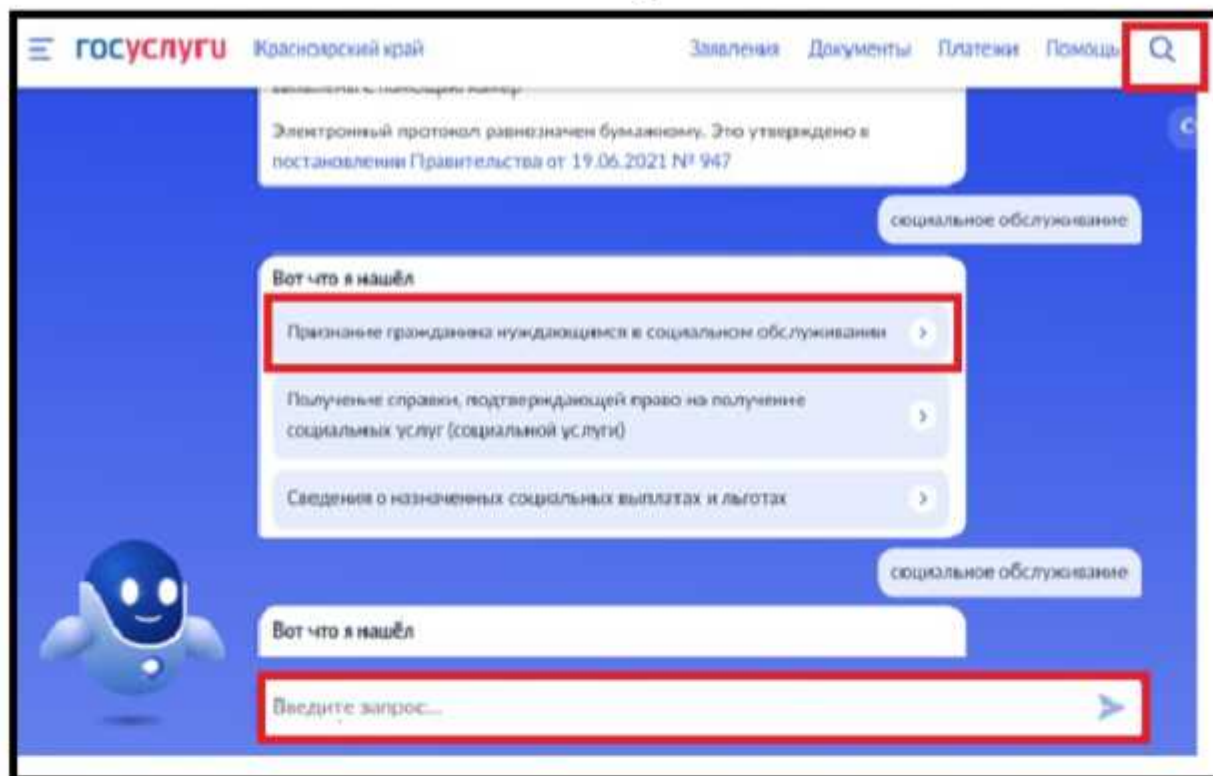 госуслуги Красноярский край Заявления Документы Платежи Помощь
Электронный протокол равнозначен бумажному. Это утверждено в
постановлении Правительства от 19.06.2021 № 947
социальное обслуживание
Вот что я нашёл
Признание гражданина нуждающимся в социальном обслуживании
Получение справки, подтверждающей право на получение
социальных услуг (социальной услуги)
Сведения о назначенных социальных выплатах и льготах
социальное обслуживание
Вот что я нашёл
Введите запрос...